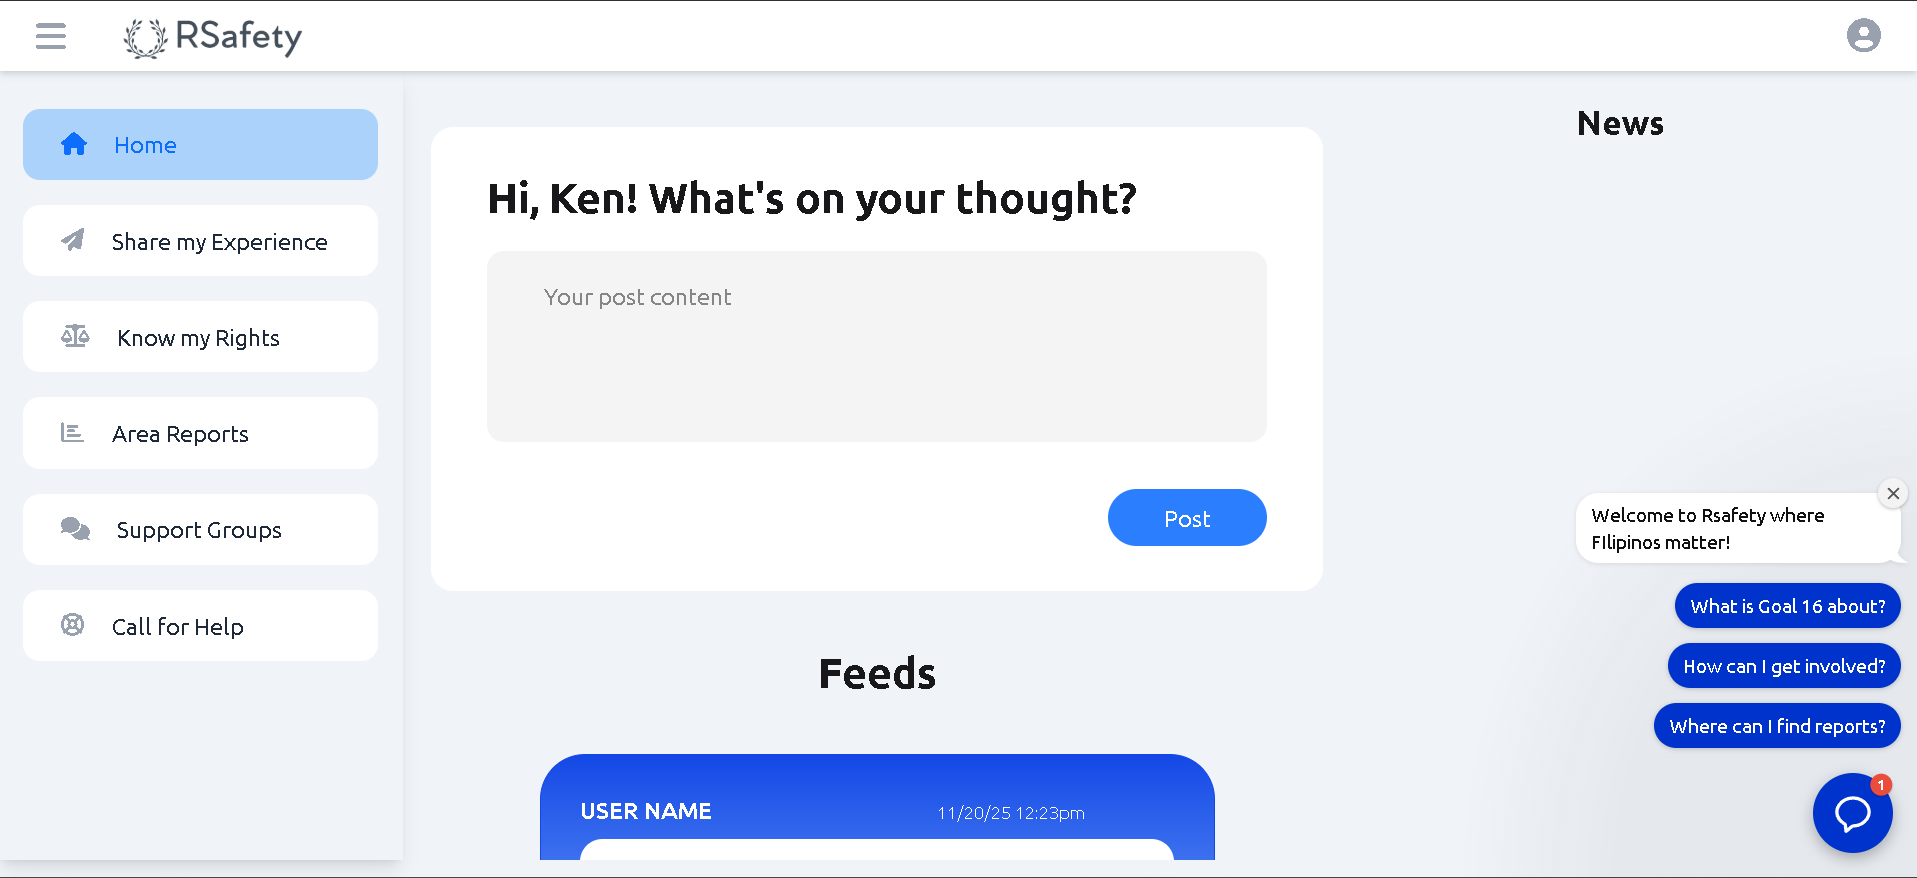 RSafety
Home
Share my Experience
Know my Rights
Area Reports
Support Groups
Call for Help
Hi, Ken! What's on your thought?
Your post content
Post
Feeds
USER NAME
11/20/25 12:23pm
News
Welcome to Rsafety where
FIlipinos matter!
What is Goal 16 about?
How can I get involved?
Where can I find reports?
1